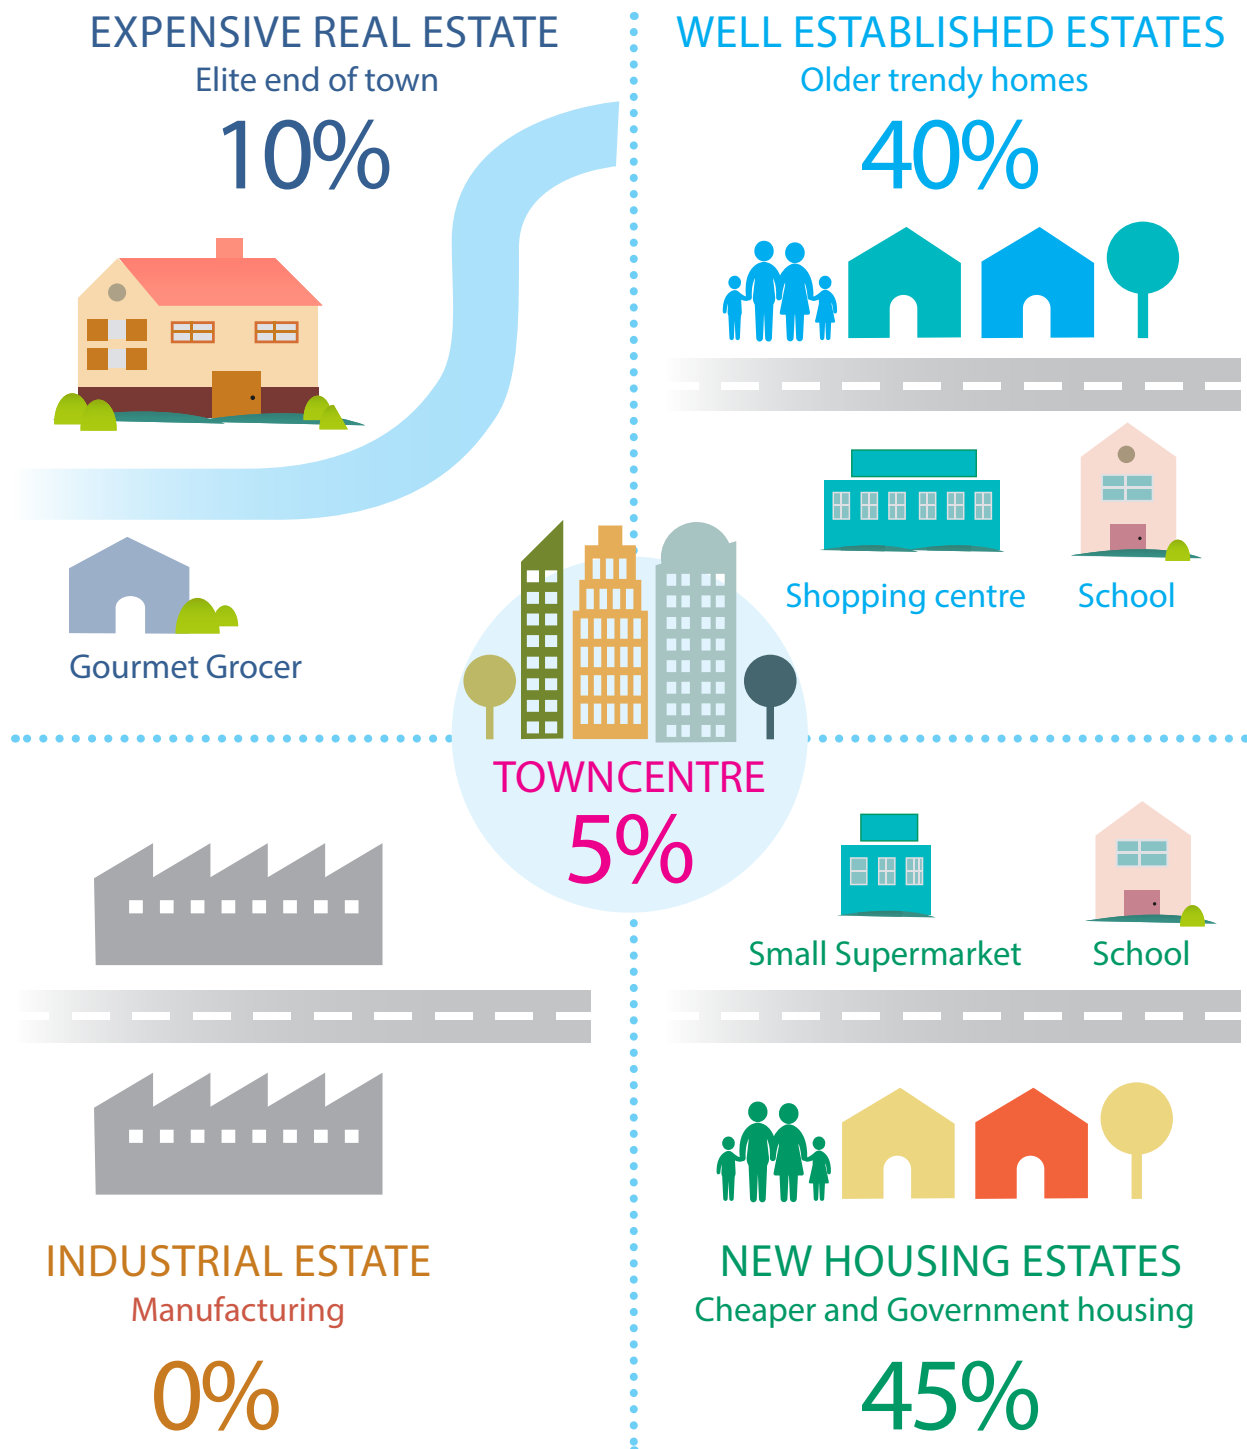 EXPENSIVE REAL ESTATE
Elite end of town
10%
Gourmet Grocer
WELL ESTABLISHED ESTATES
Older trendy homes
40%
Shopping centre
School
TOWNCENTRE
5%
INDUSTRIAL ESTATE
Manufacturing
0%
Small Supermarket
School
NEW HOUSING ESTATES
Cheaper and Government housing
45%